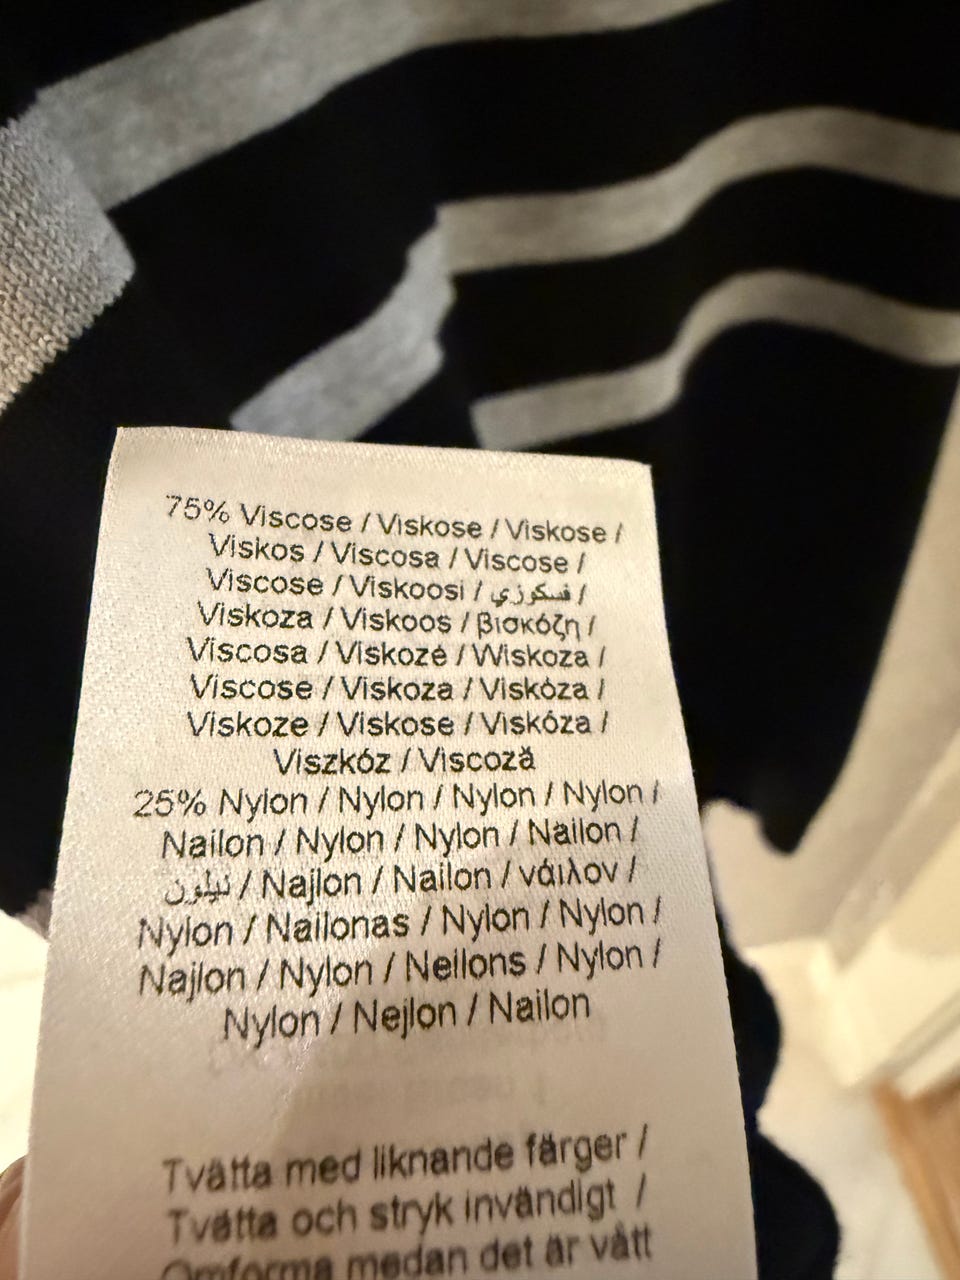 75% Viscose / Viskose / Viskose /
Viskos / Viscosa / Viscose /
Viscose / Viskoosi / فسكوزي /
Viskoza / Viskoos / βισκόζη /
Viscosa / Viskozė / Wiskoza /
Viscose / Viskoza / Viskóza /
Viskoze / Viskose / Viskóza /
Viszkóz / Viscoză
25% Nylon / Nylon / Nylon / Nylon /
Nailon / Nylon / Nylon / Nailon /
نيلون / Najlon / Nailon / νάιλον /
Nylon / Nailonas / Nylon / Nylon /
Najlon / Nylon / Neilons / Nylon /
Nylon / Nejlon / Nailon
Tvätta med liknande färger /
Tvätta och stryk invändigt /
Omforma medan det är vått